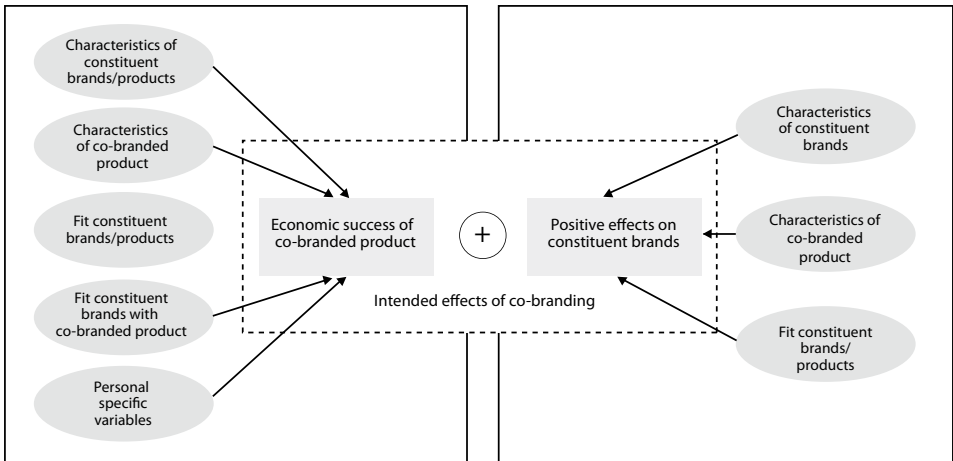 Characteristics of
constituent
brands/products
Characteristics
of co-branded
product
Fit constituent
brands/products
Fit constituent
brands with
co-branded product
Personal
specific
variables
Economic success of
co-branded product
+
Positive effects on
constituent brands
Intended effects of co-branding
Characteristics
of constituent
brands
Characteristics of
co-branded
product
Fit constituent
brands/
products